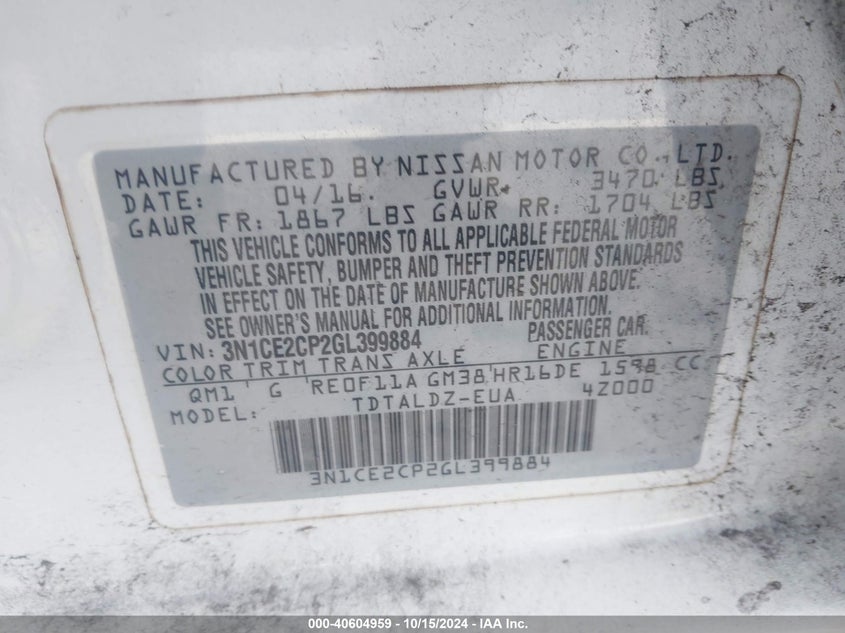 MANUFACTURED BY NISSAN MOTOR CO.,LTD.
DATE: 04/16. GVWR: 3470 LBS
GAWR FR: 1867 LBS GAWR RR: 1704 LBS
THIS VEHICLE CONFORMS TO ALL APPLICABLE FEDERAL MOTOR
VEHICLE SAFETY, BUMPER AND THEFT PREVENTION STANDARDS
IN EFFECT ON THE DATE OF MANUFACTURE SHOWN ABOVE.
SEE OWNER'S MANUAL FOR ADDITIONAL INFORMATION.
VIN: 3N1CE2CP2GL399884 PASSENGER CAR.
COLOR TRIM TRANS AXLE ENGINE
QM1 G RE0F11A GM38 HR16DE 1598 CC
MODEL: TDTALDZ-EUA 4Z000
3N1CE2CP2GL399884
000-40604959 - 10/15/2024 - IAA Inc.